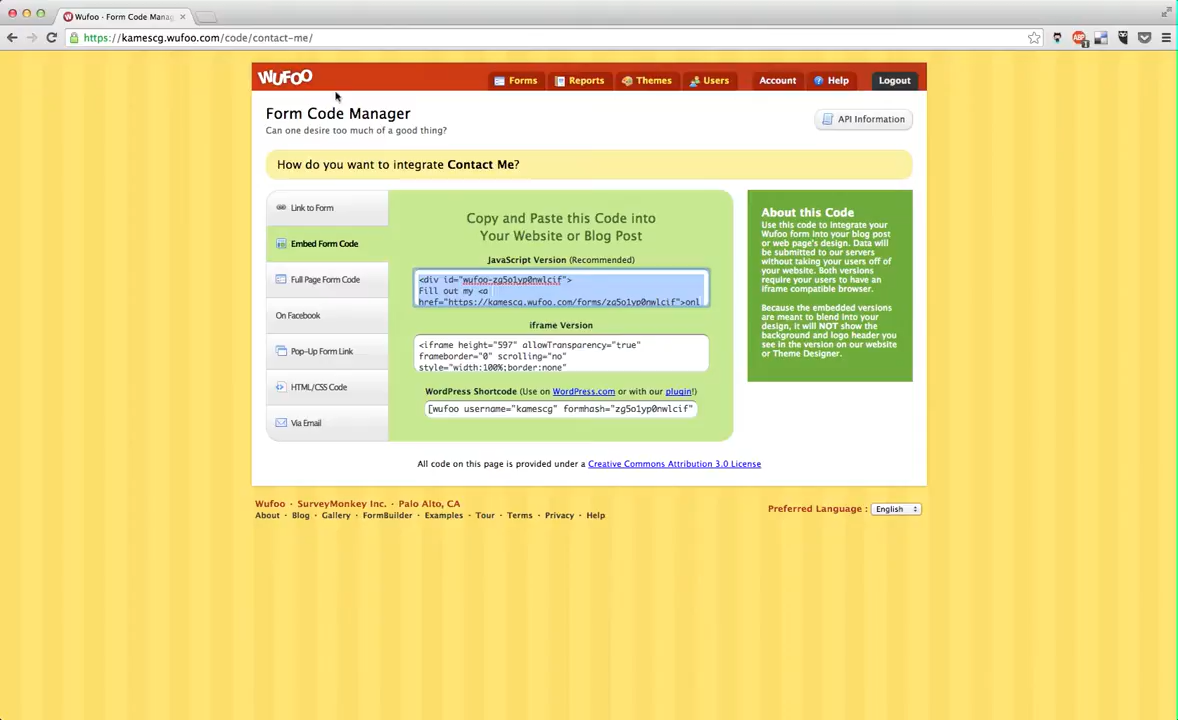 Wufoo · Form Code Mana
https://kamescg.wufoo.com/code/contact-me/
WUFOO
Forms
Reports
Themes
Users
Account
Help
Logout
Form Code Manager
Can one desire too much of a good thing?
API Information
How do you want to integrate Contact Me?
Link to Form
Embed Form Code
Full Page Form Code
On Facebook
Pop-Up Form Link
HTML/CSS Code
Via Email
Copy and Paste this Code into
Your Website or Blog Post
JavaScript Version (Recommended)
<div id="wufoo-zg5o1yp0nwlcif">
Fill out my <a
href="https://kamescg.wufoo.com/forms/zg5o1yp0nwlcif">onl
iframe Version
<iframe height="597" allowTransparency="true"
frameborder="0" scrolling="no"
style="width:100%;border:none"
WordPress Shortcode (Use on WordPress.com or with our plugin!)
[wufoo username="kamescg" formhash="zg5o1yp0nwlcif"
About this Code
Use this code to integrate your
Wufoo form into your blog post
or web page's design. Data will
be submitted to our servers
without taking your users off of
your website. Both versions
require your users to have an
iframe compatible browser.
Because the embedded versions
are meant to blend into your
design, it will NOT show the
background and logo header you
see in the version on our website
or Theme Designer.
All code on this page is provided under a Creative Commons Attribution 3.0 License
Wufoo · SurveyMonkey Inc. · Palo Alto, CA
About · Blog · Gallery · FormBuilder · Examples · Tour · Terms · Privacy · Help
Preferred Language : English